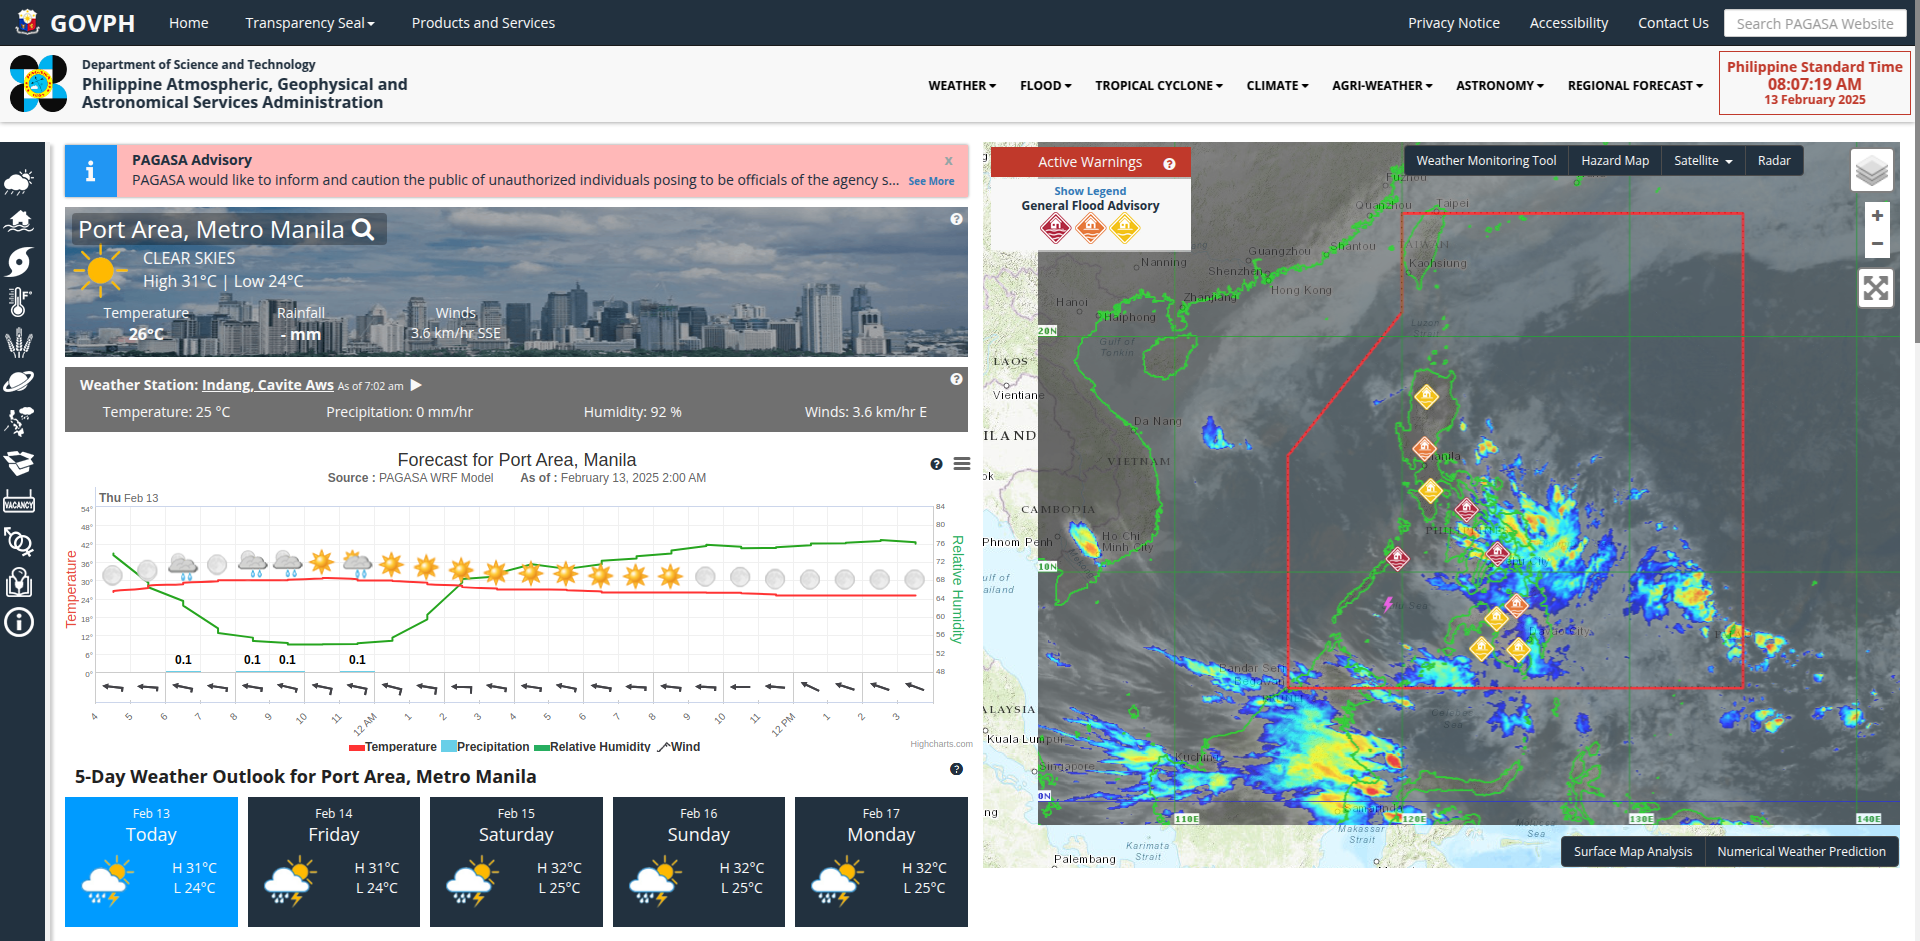 GOVPH
Home
Transparency Seal
Products and Services
Privacy Notice
Accessibility
Contact Us
Search PAGASA Website
Department of Science and Technology
Philippine Atmospheric, Geophysical and
Astronomical Services Administration
WEATHER
FLOOD
TROPICAL CYCLONE
CLIMATE
AGRI-WEATHER
ASTRONOMY
REGIONAL FORECAST
Philippine Standard Time
08:07:19 AM
13 February 2025
VACANCY
PAGASA Advisory
x
PAGASA would like to inform and caution the public of unauthorized individuals posing to be officials of the agency s... See More
Port Area, Metro Manila
CLEAR SKIES
High 31°C | Low 24°C
Temperature
Rainfall
Winds
26°C
- mm
3.6 km/hr SSE
Weather Station: Indang, Cavite Aws As of 7:02 am
Temperature: 25 °C
Precipitation: 0 mm/hr
Humidity: 92 %
Winds: 3.6 km/hr E
Forecast for Port Area, Manila
Source : PAGASA WRF Model As of : February 13, 2025 2:00 AM
Thu Feb 13
Temperature
54°
48°
42°
36°
30°
24°
18°
12°
6°
0°
84
80
76
72
68
64
60
56
52
48
Relative Humidity
0.1
0.1
0.1
0.1
4 5 6 7 8 9 10 11 12 AM 1 2 3 4 5 6 7 8 9 10 11 12 PM 1 2 3
Temperature Precipitation Relative Humidity Wind
Highcharts.com
5-Day Weather Outlook for Port Area, Metro Manila
Feb 13
Today
H 31°C
L 24°C
Feb 14
Friday
H 31°C
L 24°C
Feb 15
Saturday
H 32°C
L 25°C
Feb 16
Sunday
H 32°C
L 25°C
Feb 17
Monday
H 32°C
L 25°C
Active Warnings
Show Legend
General Flood Advisory
Weather Monitoring Tool
Hazard Map
Satellite
Radar
+
−
Fuzhou
Quanzhou
Taipei
TAIWAN
Guangzhou
Shantou
Kaohsiung
Nanning
Shenzhen
Hong Kong
Hanoi
Zhanjiang
Haiphong
Luzon
Strait
20N
Gulf of
Tonkin
LAOS
Vientiane
Da Nang
ILAND
VIETNAM
Manila
CAMBODIA
Phnom Penh
Ho Chi
Minh City
10N
ulf of
ailand
Davao City
Bandar Seri
ALAYSIA
Kuala Lumpur
Kuching
Singapore
0N
Samarinda
110E
120E
130E
140E
Makassar
Strait
Karimata
Strait
Palembang
Surface Map Analysis
Numerical Weather Prediction